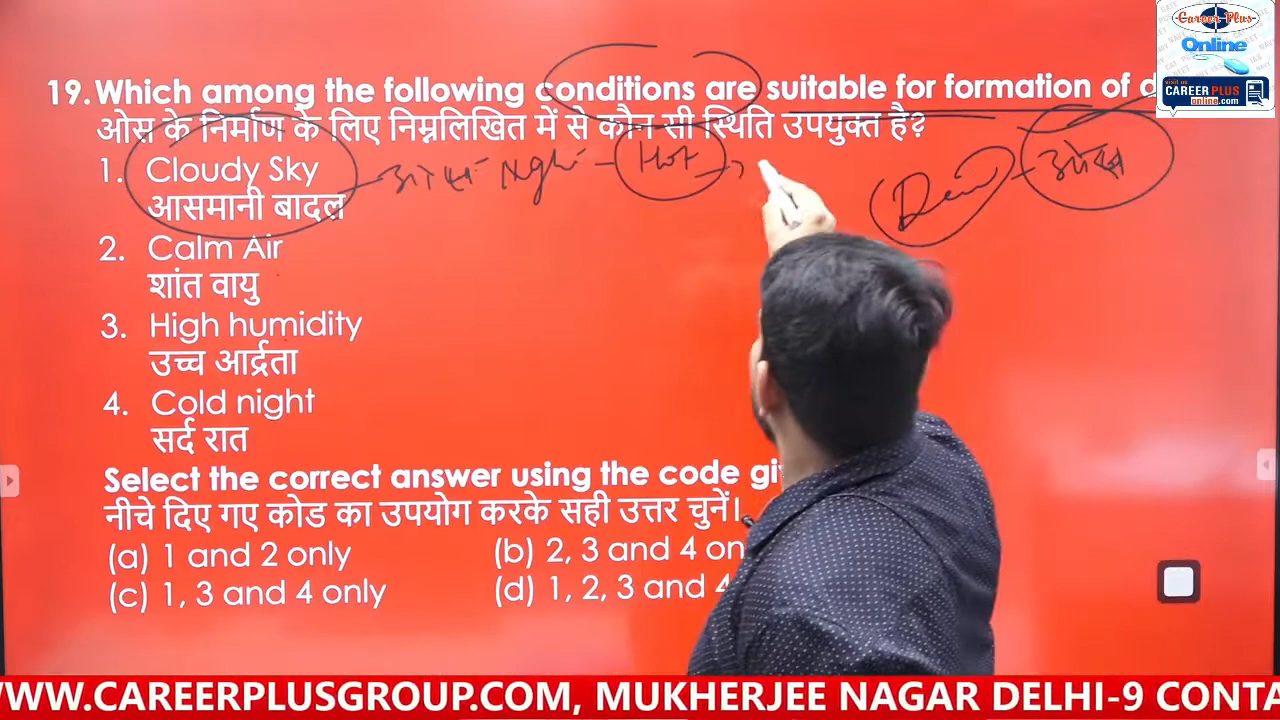 Career Plus
Online
CAREER PLUS
online.com
19. Which among the following conditions are suitable for formation of d
ओस के निर्माण के लिए निम्नलिखित में से कौन सी स्थिति उपयुक्त है?
1. Cloudy Sky
Night - Hot
Dew - ओस
आसमानी बादल
2. Calm Air
शांत वायु
3. High humidity
उच्च आर्द्रता
4. Cold night
सर्द रात
Select the correct answer using the code gi
नीचे दिए गए कोड का उपयोग करके सही उत्तर चुनें।
(a) 1 and 2 only
(b) 2, 3 and 4 on
(c) 1, 3 and 4 only
(d) 1, 2, 3 and 4
WWW.CAREERPLUSGROUP.COM, MUKHERJEE NAGAR DELHI-9 CONTA